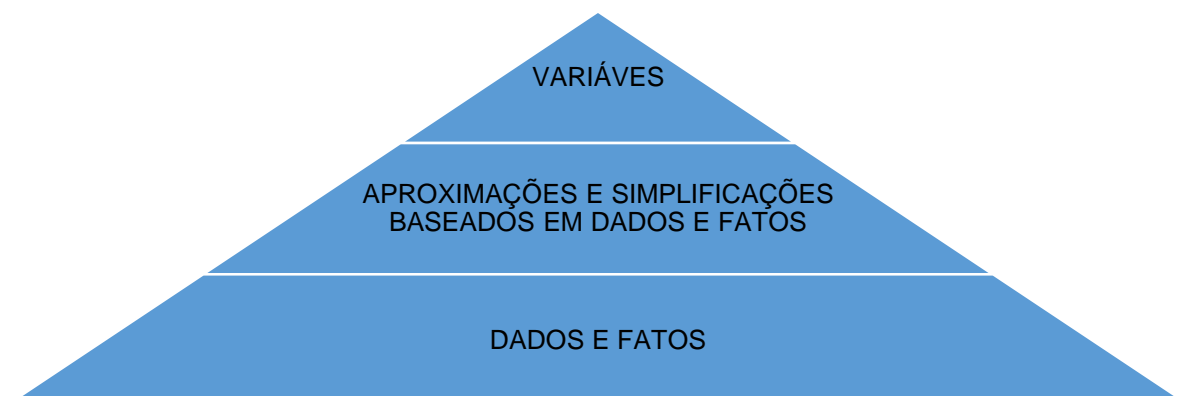 VARIÁVES
APROXIMAÇÕES E SIMPLIFICAÇÕES
BASEADOS EM DADOS E FATOS
DADOS E FATOS